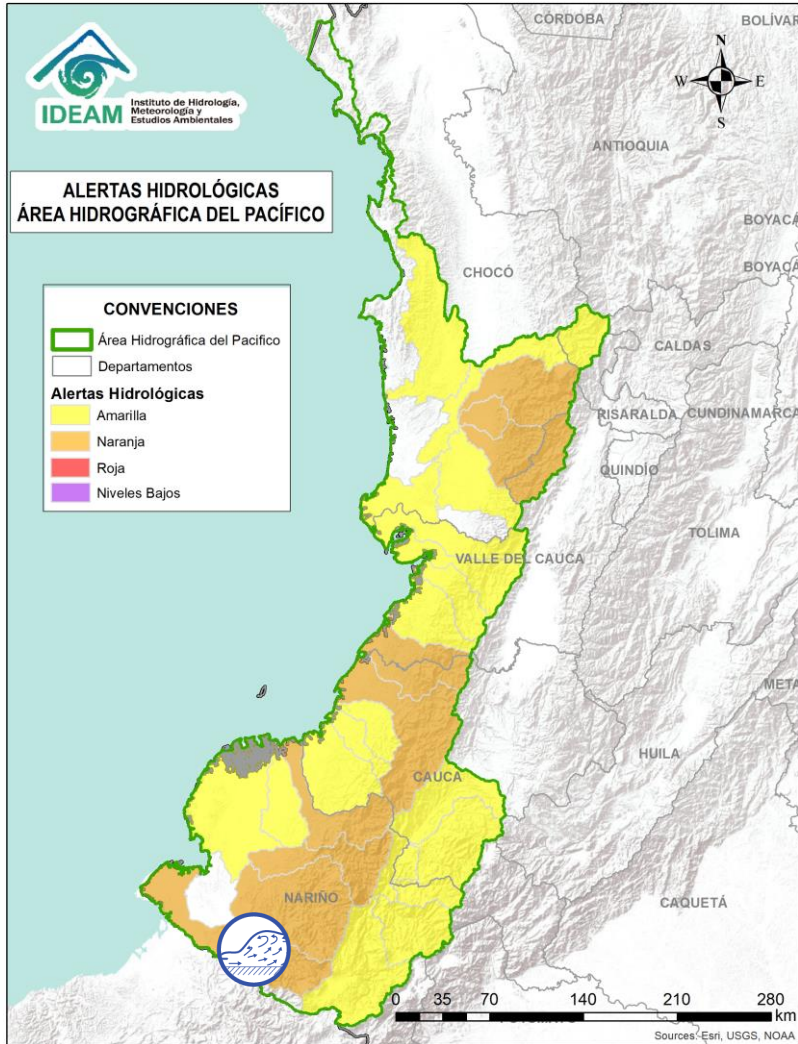 IDEAM
Instituto de Hidrología,
Meteorología y
Estudios Ambientales
ALERTAS HIDROLÓGICAS
ÁREA HIDROGRÁFICA DEL PACÍFICO
CONVENCIONES
Área Hidrográfica del Pacifico
Departamentos
Alertas Hidrológicas
Amarilla
Naranja
Roja
Niveles Bajos
CÓRDOBA
BOLÍVAR
N
W E
S
ANTIOQUIA
BOYACÁ
CHOCÓ
BOYACÁ
CALDAS
RISARALDA
CUNDINAMARCA
QUINDÍO
TOLIMA
VALLE DEL CAUCA
META
HUILA
CAUCA
NARIÑO
CAQUETÁ
0 35 70 140 210 280
km
Sources: Esri, USGS, NOAA